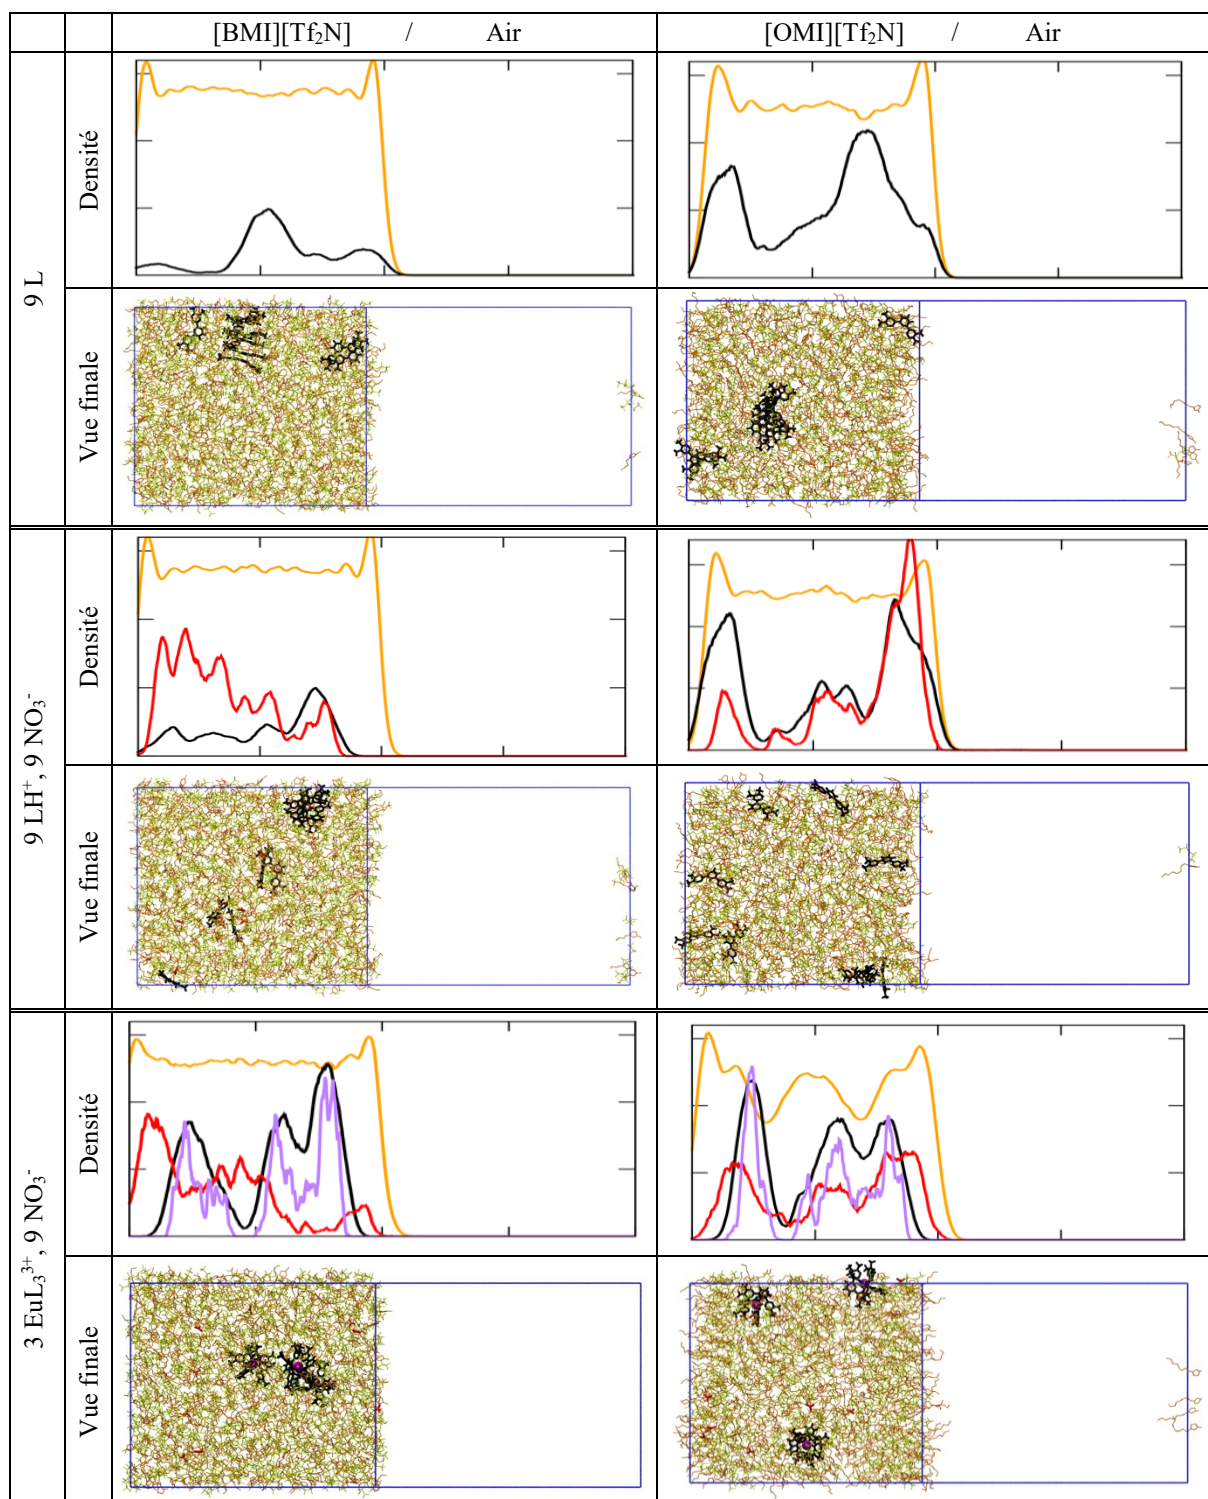 [BMI][Tf₂N] / Air
[OMI][Tf₂N] / Air
9 L
Densité
Vue finale
9 LH⁺, 9 NO₃⁻
Densité
Vue finale
3 EuL₃³⁺, 9 NO₃⁻
Densité
Vue finale